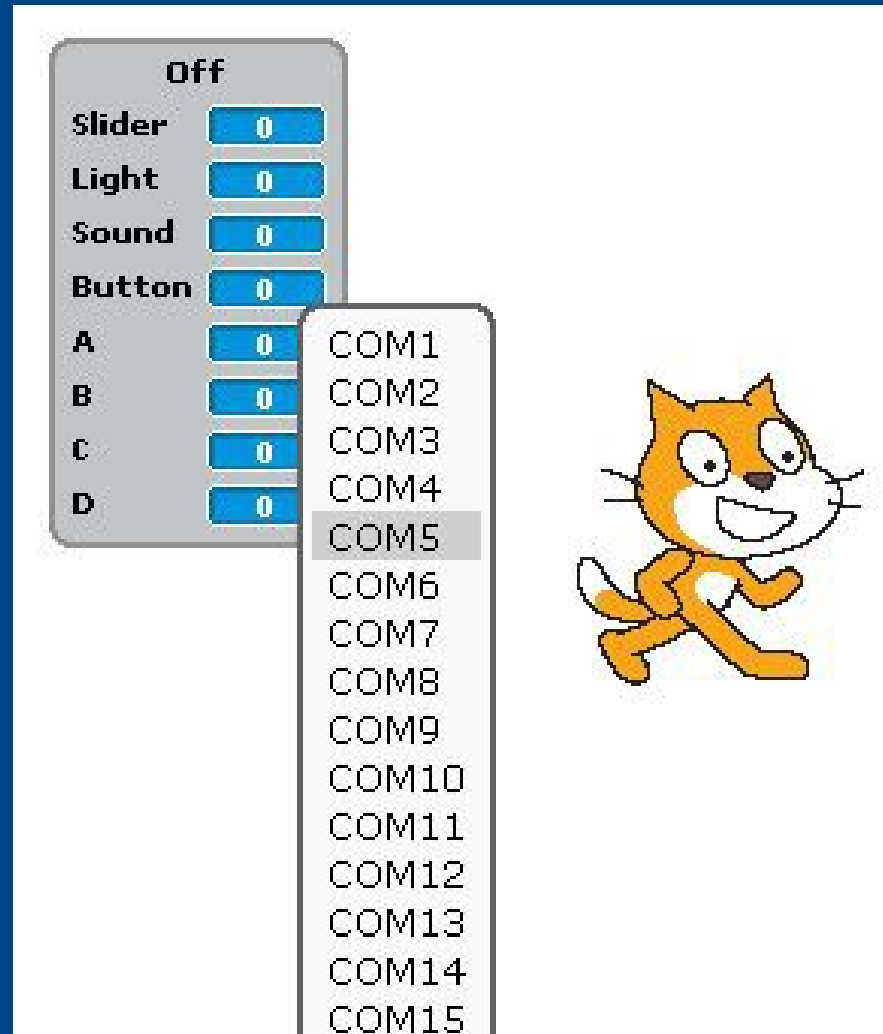 Off
Slider 0
Light 0
Sound 0
Button 0
A 0
B 0
C 0
D 0
COM1
COM2
COM3
COM4
COM5
COM6
COM7
COM8
COM9
COM10
COM11
COM12
COM13
COM14
COM15